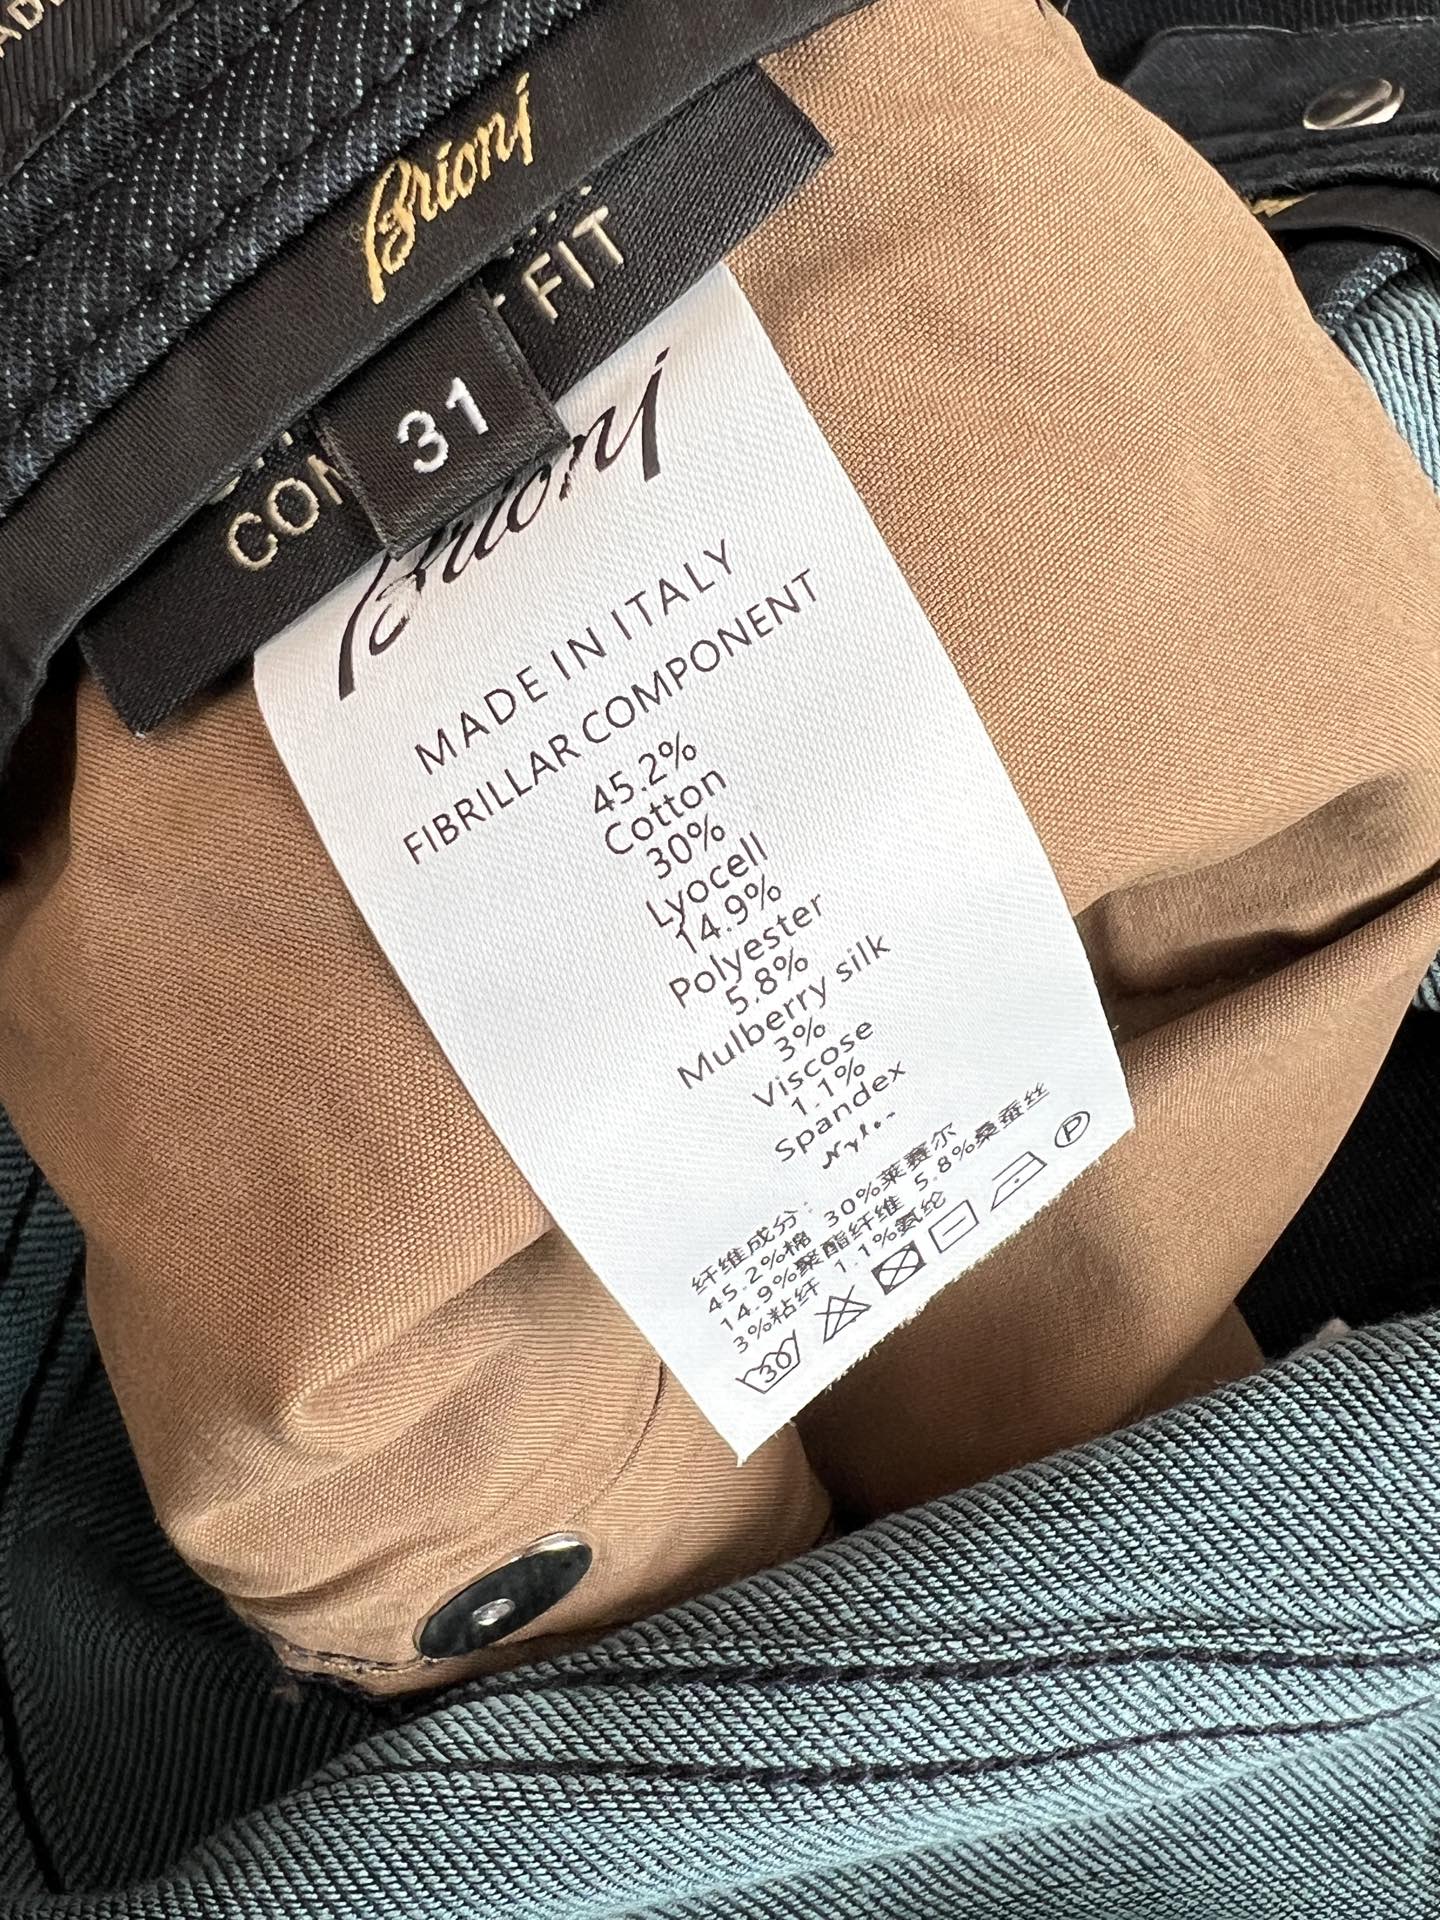 Brioni
FIT
31
COM
Brioni
MADE IN ITALY
FIBRILLAR COMPONENT
45.2%
Cotton
30%
Lyocell
14.9%
Polyester
5.8%
Mulberry silk
3%
Viscose
1.1%
Spandex
Nylon
纤维成分:
45.2%棉 30%莱赛尔
14.9%聚酯纤维 5.8%桑蚕丝
3%粘纤 1.1%氨纶
30
P